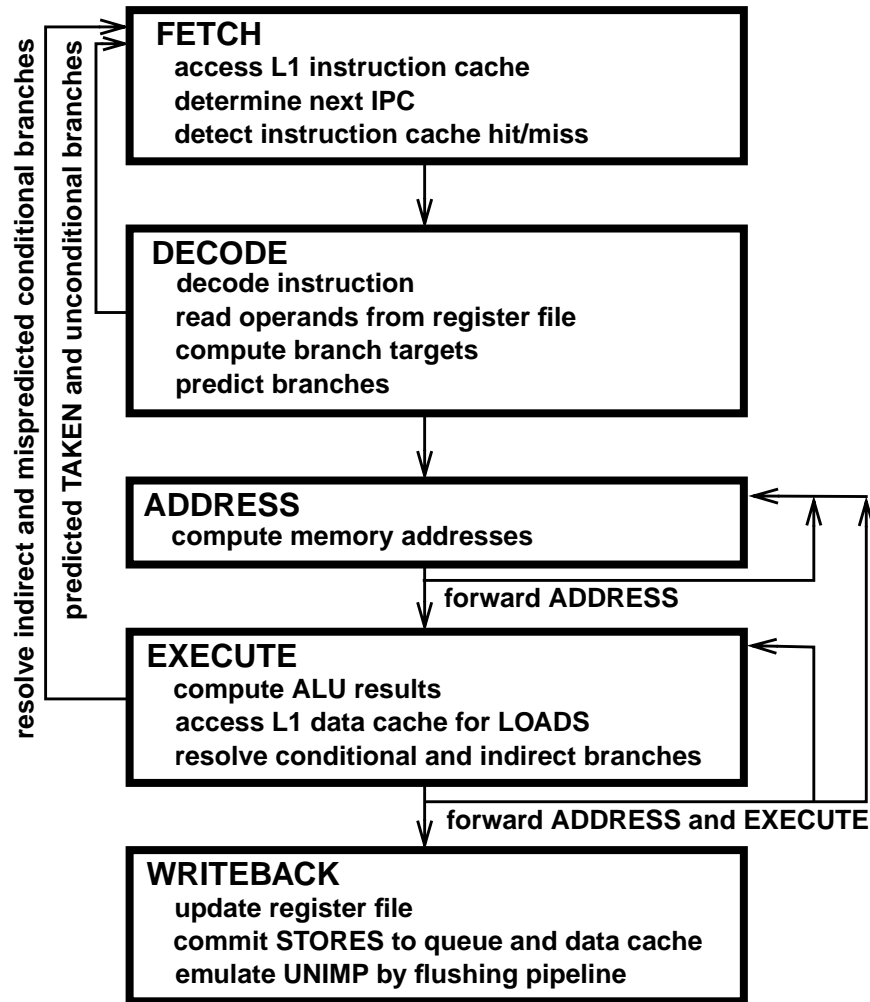 resolve indirect and mispredicted conditional branches
predicted TAKEN and unconditional branches
FETCH
access L1 instruction cache
determine next IPC
detect instruction cache hit/miss
DECODE
decode instruction
read operands from register file
compute branch targets
predict branches
ADDRESS
compute memory addresses
forward ADDRESS
EXECUTE
compute ALU results
access L1 data cache for LOADS
resolve conditional and indirect branches
forward ADDRESS and EXECUTE
WRITEBACK
update register file
commit STORES to queue and data cache
emulate UNIMP by flushing pipeline